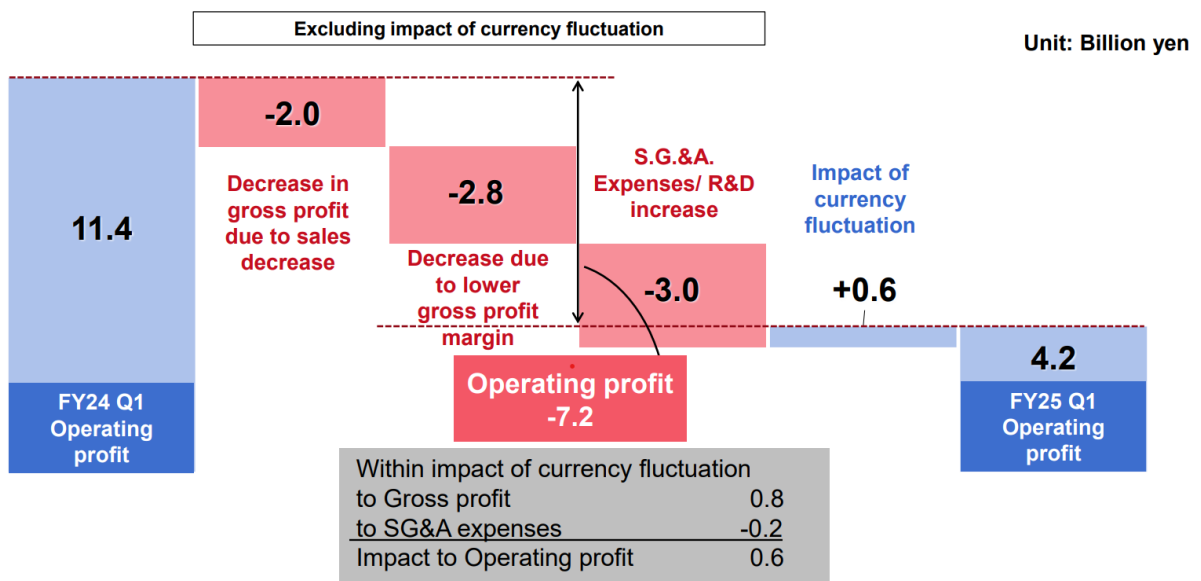 Excluding impact of currency fluctuation
Unit: Billion yen
11.4
FY24 Q1
Operating
profit
-2.0
Decrease in
gross profit
due to sales
decrease
-2.8
Decrease due
to lower
gross profit
margin
S.G.&A.
Expenses/ R&D
increase
-3.0
Impact of
currency
fluctuation
+0.6
4.2
FY25 Q1
Operating
profit
Operating profit
-7.2
Within impact of currency fluctuation
to Gross profit 0.8
to SG&A expenses -0.2
Impact to Operating profit 0.6